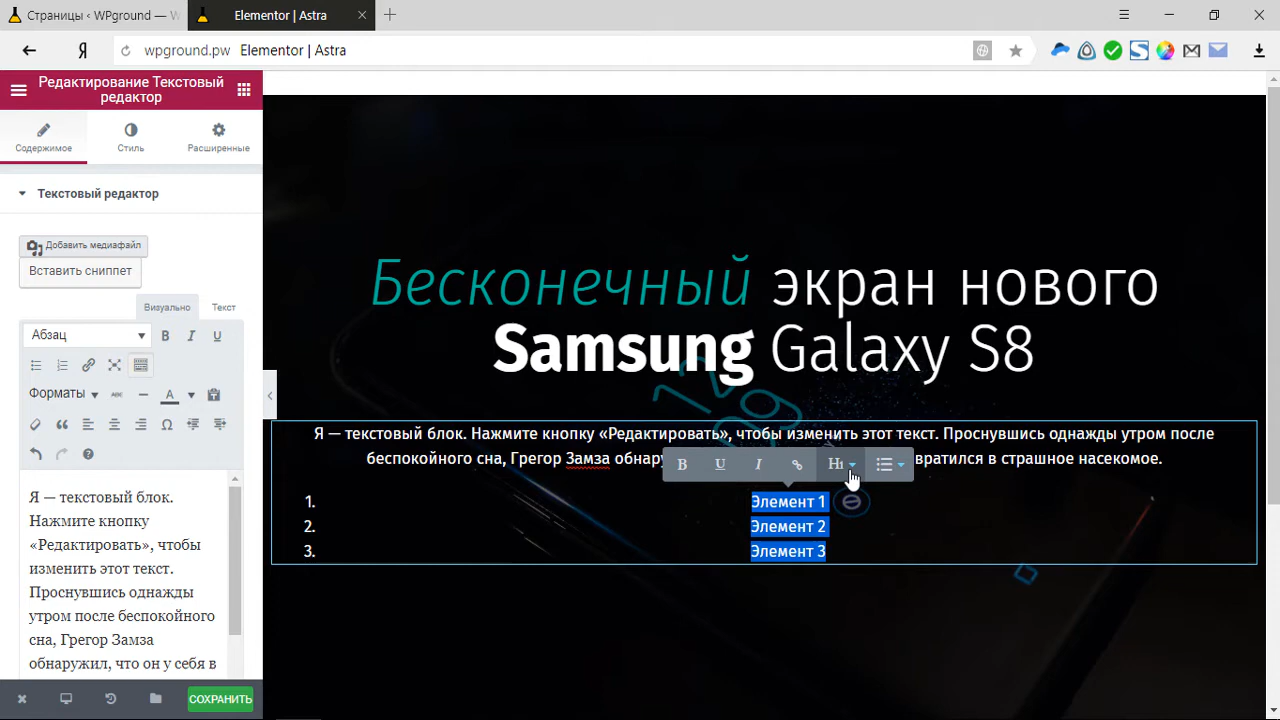 Страницы ‹ WPground — W
Elementor | Astra
Я
wpground.pw Elementor | Astra
Редактирование Текстовый редактор
Содержимое
Стиль
Расширенные
Текстовый редактор
Добавить медиафайл
Вставить сниппет
Визуально
Текст
Абзац
B I U
Форматы
ABC
A
Ω
Я — текстовый блок.
Нажмите кнопку
«Редактировать», чтобы
изменить этот текст.
Проснувшись однажды
утром после беспокойного
сна, Грегор Замза
обнаружил, что он у себя в
СОХРАНИТЬ
Бесконечный экран нового
Samsung Galaxy S8
Я — текстовый блок. Нажмите кнопку «Редактировать», чтобы изменить этот текст. Проснувшись однажды утром после
беспокойного сна, Грегор Замза обнару
вратился в страшное насекомое.
B U I H1
1. Элемент 1
2. Элемент 2
3. Элемент 3
12
09